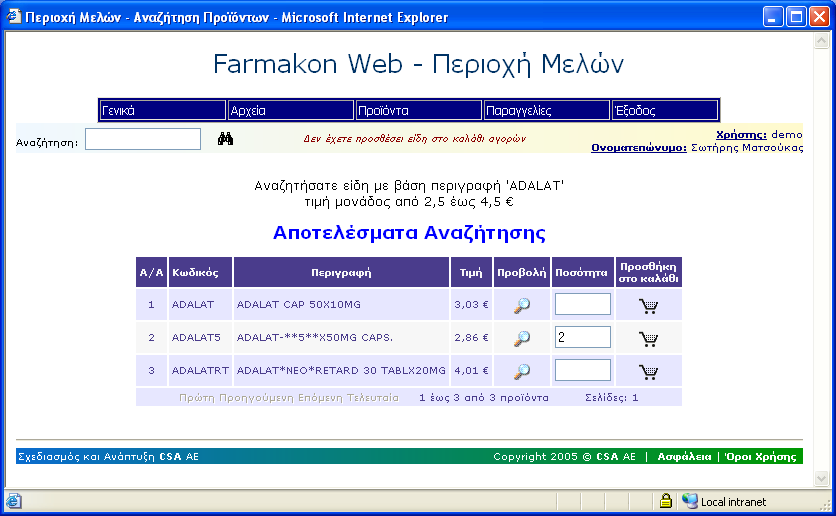 Περιοχή Μελών - Αναζήτηση Προϊόντων - Microsoft Internet Explorer
Farmakon Web - Περιοχή Μελών
Γενικά Αρχεία Προϊόντα Παραγγελίες Έξοδος
Αναζήτηση: Δεν έχετε προσθέσει είδη στο καλάθι αγορών Χρήστης: demo
Ονοματεπώνυμο: Σωτήρης Ματσούκας
Αναζητήσατε είδη με βάση περιγραφή 'ADALAT'
τιμή μονάδος από 2,5 έως 4,5 €
Αποτελέσματα Αναζήτησης
Α/Α Κωδικός Περιγραφή Τιμή Προβολή Ποσότητα Προσθήκη στο καλάθι
1 ADALAT ADALAT CAP 50X10MG 3,03 €
2 ADALAT5 ADALAT-**5**X50MG CAPS. 2,86 € 2
3 ADALATRT ADALAT*NEO*RETARD 30 TABLX20MG 4,01 €
Πρώτη Προηγούμενη Επόμενη Τελευταία 1 έως 3 από 3 προϊόντα Σελίδες: 1
Σχεδιασμός και Ανάπτυξη CSA AE Copyright 2005 © CSA AE | Ασφάλεια | Όροι Χρήσης
Local intranet